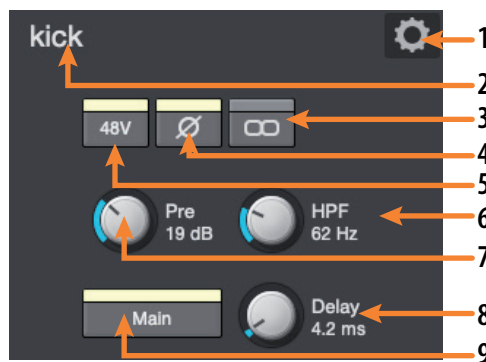 kick
1
2
3
48V Ø
4
5
Pre
19 dB
HPF
62 Hz
6
7
Main
Delay
4.2 ms
8
9